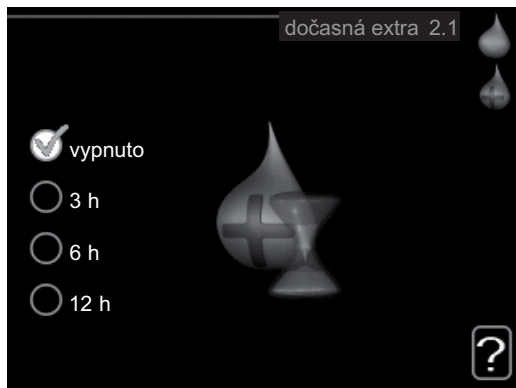 dočasná extra 2.1
vypnuto
3 h
6 h
12 h
?